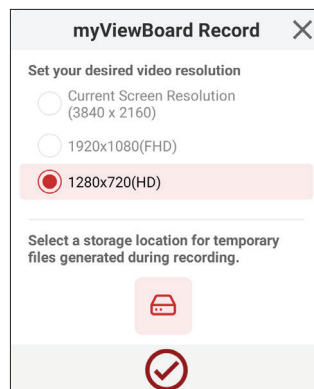 myViewBoard Record
Set your desired video resolution
Current Screen Resolution
(3840 x 2160)
1920x1080(FHD)
1280x720(HD)
Select a storage location for temporary
files generated during recording.